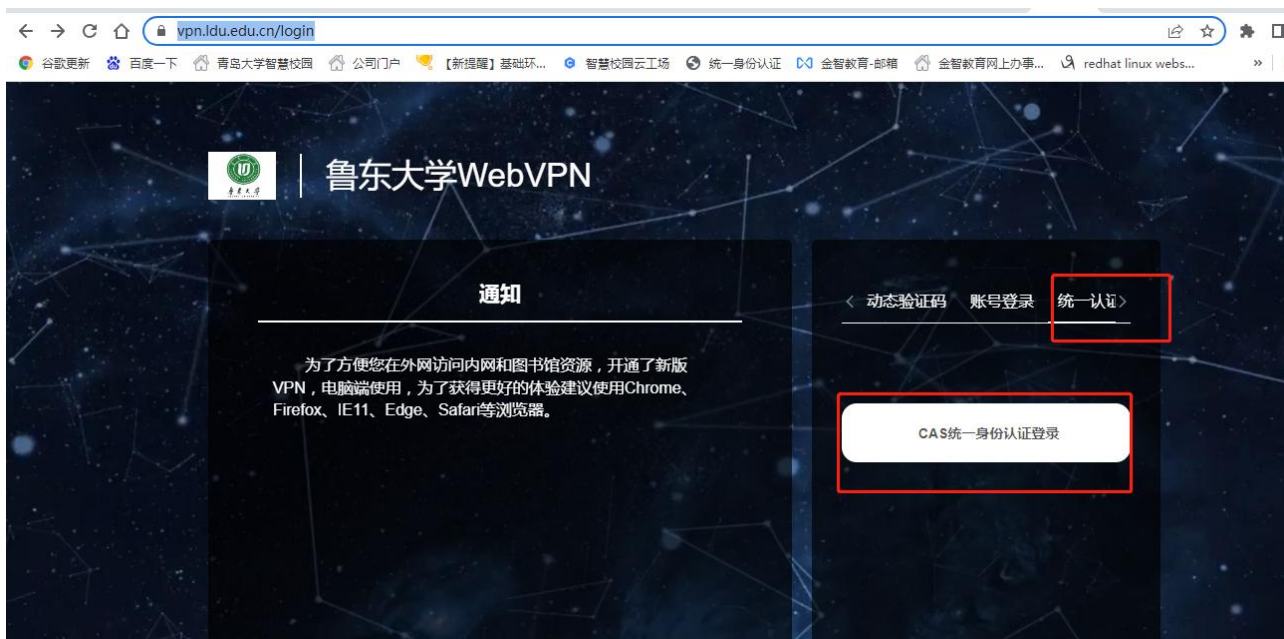 vpn.ldu.edu.cn/login
谷歌更新 百度一下 青岛大学智慧校园 公司门户 【新提醒】基础环... 智慧校园云工场 统一身份认证 金智教育-邮箱 金智教育网上办事... redhat linux webs... »
鲁东大学WebVPN
通知
为了方便您在外网访问内网和图书馆资源，开通了新版
VPN，电脑端使用，为了获得更好的体验建议使用Chrome、
Firefox、IE11、Edge、Safari等浏览器。
动态验证码 账号登录 统一认证
CAS统一身份认证登录